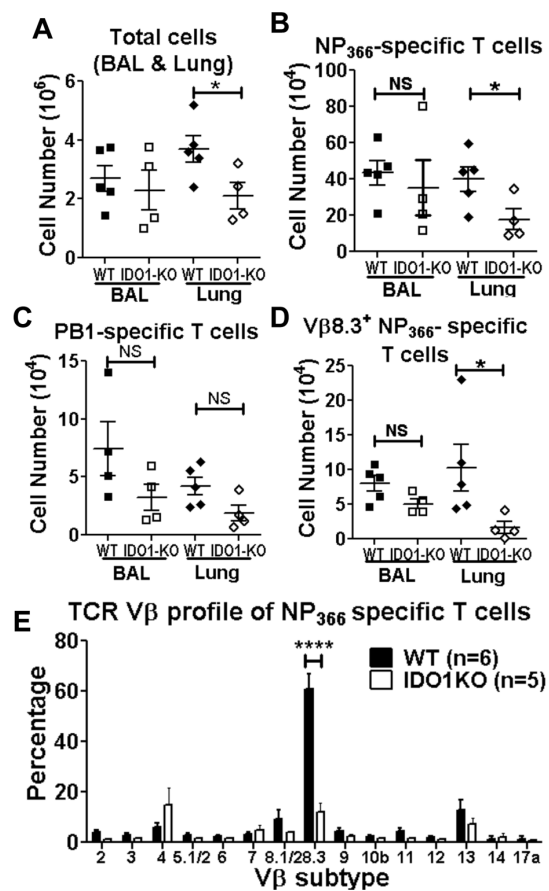 A
Total cells
(BAL & Lung)
Cell Number (10⁶)
6
4
2
0
*
WT IDO1-KO WT IDO1-KO
BAL Lung
B
NP₃₆₆-specific T cells
Cell Number (10⁴)
100
80
60
40
20
0
NS
*
WT IDO1-KO WT IDO1-KO
BAL Lung
C
PB1-specific T cells
Cell Number (10⁴)
15
10
5
0
NS
NS
WT IDO1-KO WT IDO1-KO
BAL Lung
D
Vβ8.3⁺ NP₃₆₆- specific
T cells
Cell Number (10⁴)
25
20
15
10
5
0
NS
*
WT IDO1-KO WT IDO1-KO
BAL Lung
E
TCR Vβ profile of NP₃₆₆ specific T cells
Percentage
80
60
40
20
0
****
WT (n=6)
IDO1KO (n=5)
2 3 4 5.1/2 6 7 8.1/2 8.3 9 10b 11 12 13 14 17a
Vβ subtype